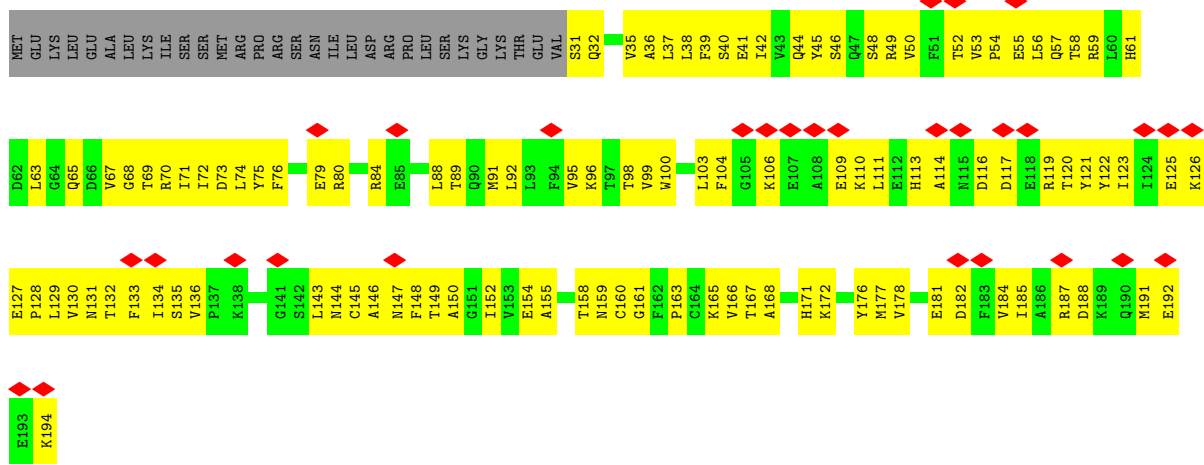 MET GLU LYS LEU LEU GLU ALA LEU LYS ILE SER SER MET ARG PRO ARG SER ASN ILE LEU ASP ARG PRO LEU SER LYS GLY LYS THR GLU VAL S31 Q32 V35 A36 L37 L38 F39 S40 E41 I42 V43 Q44 Y45 S46 Q47 S48 R49 V50 F51 T52 V53 P54 E55 L56 Q57 T58 R59 L60 H61
D62 L63 G64 Q65 D66 V67 G68 T69 R70 I71 I72 D73 L74 Y75 F76 E79 R80 R84 E85 L88 T89 Q90 M91 L92 L93 F94 V95 K96 T97 T98 V99 W100 L103 F104 G105 K106 E107 A108 E109 K110 L111 E112 H113 A114 N115 D116 D117 E118 R119 T120 Y121 Y122 I123 I124 E125 K126
E127 P128 L129 V130 N131 T132 F133 I134 S135 V136 P137 K138 G141 S142 L143 N144 C145 A146 N147 F148 T149 A150 G151 I152 V153 E154 A155 T158 N159 C160 G161 F162 P163 C164 K165 V166 T167 A168 H171 K172 Y176 M177 V178 E181 D182 F183 V184 I185 A186 R187 D188 K189 Q190 M191 E192
E193 K194